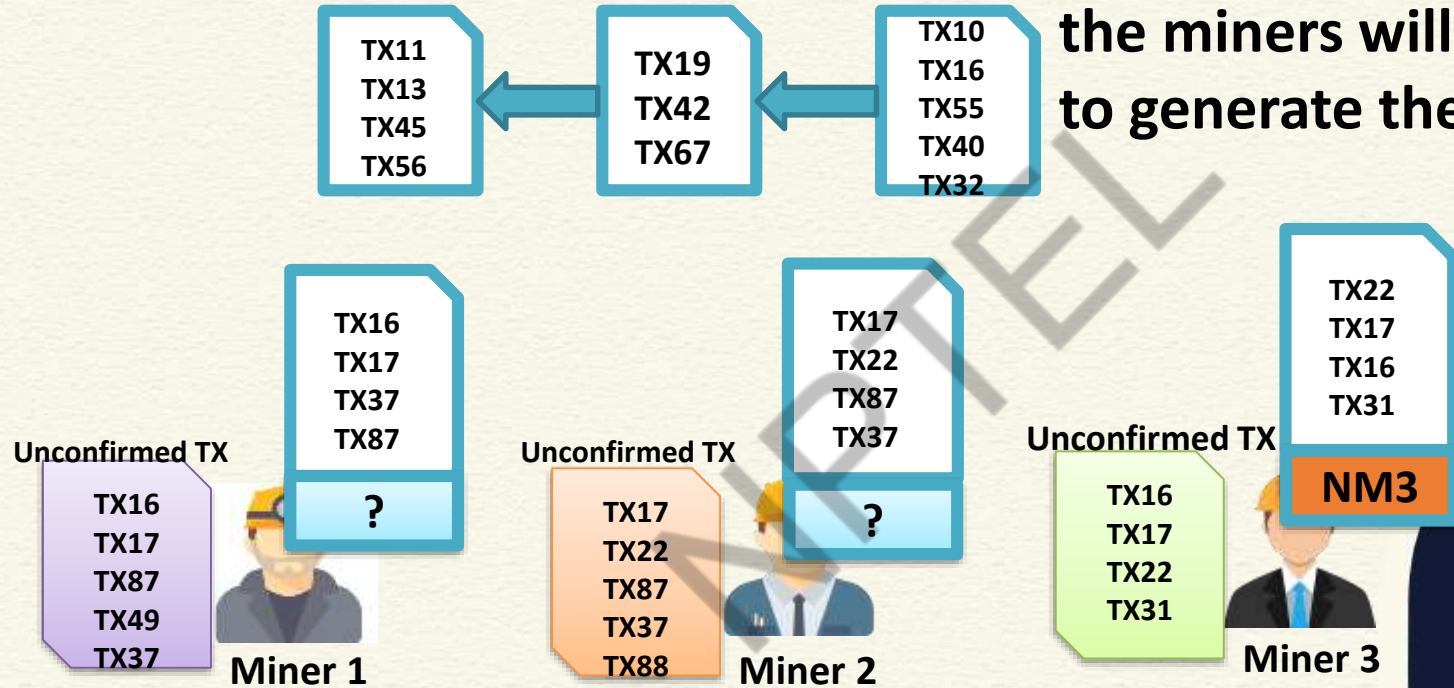 TX11
TX13
TX45
TX56
TX19
TX42
TX67
TX10
TX16
TX55
TX40
TX32
the miners will
to generate the
Unconfirmed TX
TX16
TX17
TX87
TX49
TX37
TX16
TX17
TX37
TX87
?
Miner 1
Unconfirmed TX
TX17
TX22
TX87
TX37
TX88
TX17
TX22
TX87
TX37
?
Miner 2
Unconfirmed TX
TX16
TX17
TX22
TX31
TX22
TX17
TX16
TX31
NM3
Miner 3
NPTEL